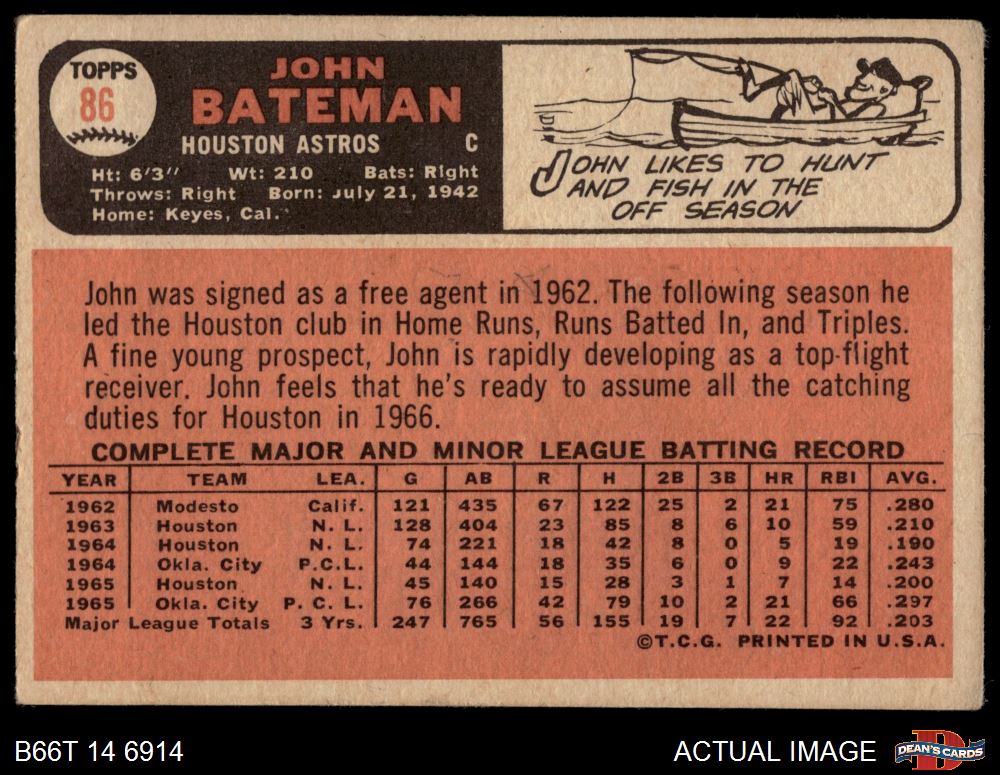 TOPPS
86
JOHN
BATEMAN
HOUSTON ASTROS C
Ht: 6'3" Wt: 210 Bats: Right
Throws: Right Born: July 21, 1942
Home: Keyes, Cal.
JOHN LIKES TO HUNT
AND FISH IN THE
OFF SEASON
John was signed as a free agent in 1962. The following season he
led the Houston club in Home Runs, Runs Batted In, and Triples.
A fine young prospect, John is rapidly developing as a top-flight
receiver. John feels that he's ready to assume all the catching
duties for Houston in 1966.
COMPLETE MAJOR AND MINOR LEAGUE BATTING RECORD
YEAR TEAM LEA. G AB R H 2B 3B HR RBI AVG.
1962 Modesto Calif. 121 435 67 122 25 2 21 75 .280
1963 Houston N. L. 128 404 23 85 8 6 10 59 .210
1964 Houston N. L. 74 221 18 42 8 0 5 19 .190
1964 Okla. City P.C.L. 44 144 18 35 6 0 9 22 .243
1965 Houston N. L. 45 140 15 28 3 1 7 14 .200
1965 Okla. City P. C. L. 76 266 42 79 10 2 21 66 .297
Major League Totals 3 Yrs. 247 765 56 155 19 7 22 92 .203
©T.C.G. PRINTED IN U.S.A.
B66T 14 6914
ACTUAL IMAGE
DEAN'S CARDS